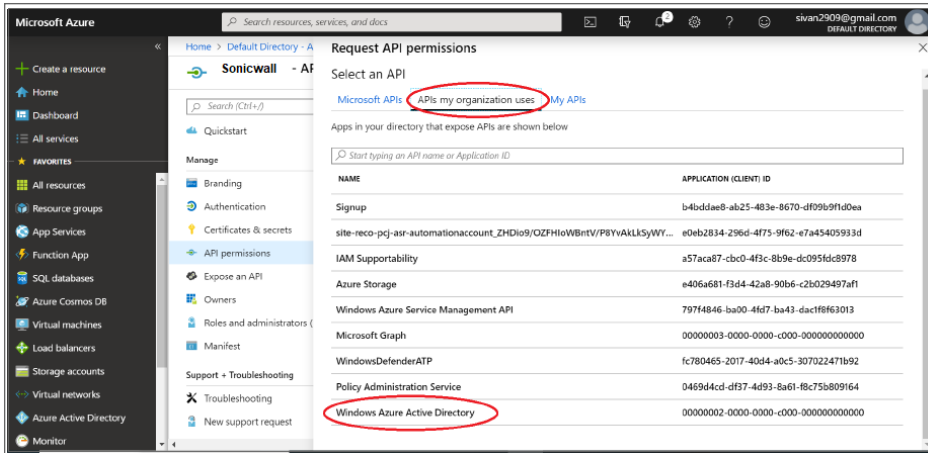 Microsoft Azure
Search resources, services, and docs
2
?
sivan2909@gmail.com
DEFAULT DIRECTORY
«
Create a resource
Home
Dashboard
All services
FAVORITES
All resources
Resource groups
App Services
Function App
SQL databases
Azure Cosmos DB
Virtual machines
Load balancers
Storage accounts
Virtual networks
Azure Active Directory
Monitor
Home > Default Directory - A
Sonicwall - AP
Search (Ctrl+/)
Quickstart
Manage
Branding
Authentication
Certificates & secrets
API permissions
Expose an API
Owners
Roles and administrators (
Manifest
Support + Troubleshooting
Troubleshooting
New support request
Request API permissions
Select an API
Microsoft APIs APIs my organization uses My APIs
Apps in your directory that expose APIs are shown below
Start typing an API name or Application ID
NAME APPLICATION (CLIENT) ID
Signup b4bddae8-ab25-483e-8670-df09b9f1d0ea
site-reco-pcj-asr-automationaccount_ZHDio9/OZFHIoWBntV/P8YvAkLkSyWY... e0eb2834-296d-4f75-9f62-e7a45405933d
IAM Supportability a57aca87-cbc0-4f3c-8b9e-dc095fdc8978
Azure Storage e406a681-f3d4-42a8-90b6-c2b029497af1
Windows Azure Service Management API 797f4846-ba00-4fd7-ba43-dac1f8f63013
Microsoft Graph 00000003-0000-0000-c000-000000000000
WindowsDefenderATP fc780465-2017-40d4-a0c5-307022471b92
Policy Administration Service 0469d4cd-df37-4d93-8a61-f8c75b809164
Windows Azure Active Directory 00000002-0000-0000-c000-000000000000